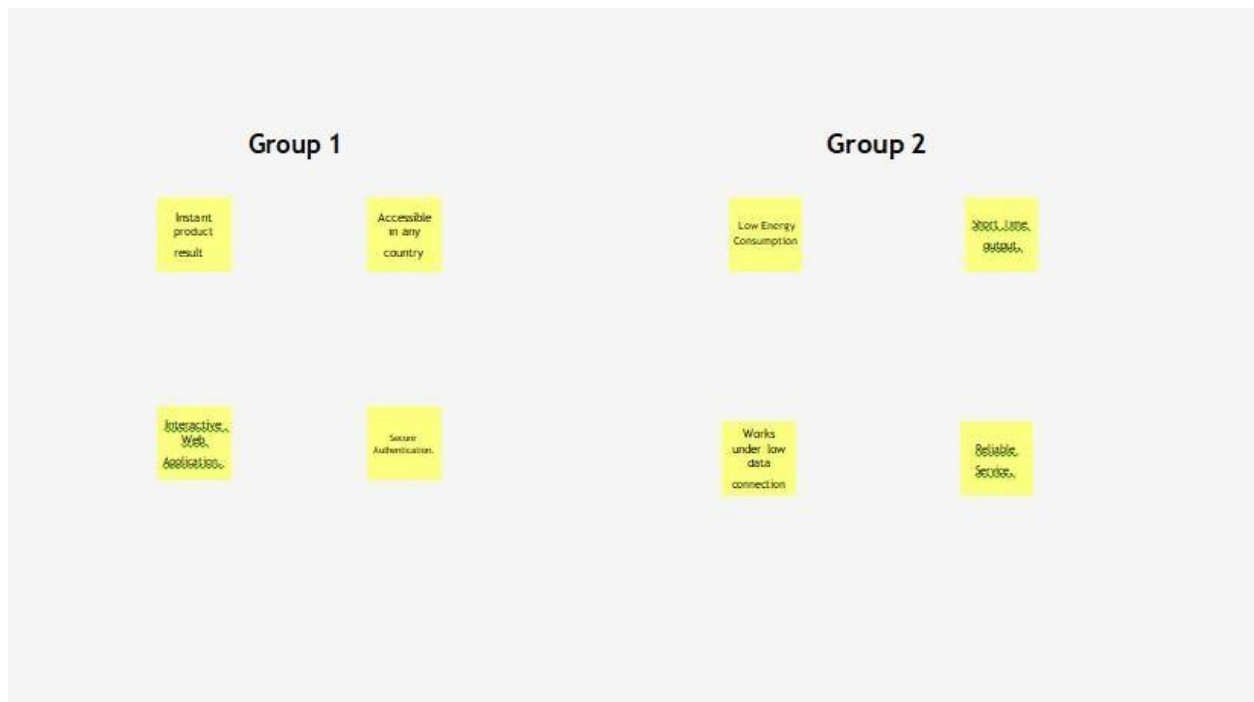 Group 1
Group 2
Instant
product
result
Accessible
in any
country
Low Energy
Consumption
Short Time
output.
Interactive
Web
Application.
Secure
Authentication.
Works
under low
data
connection
Reliable
Service.